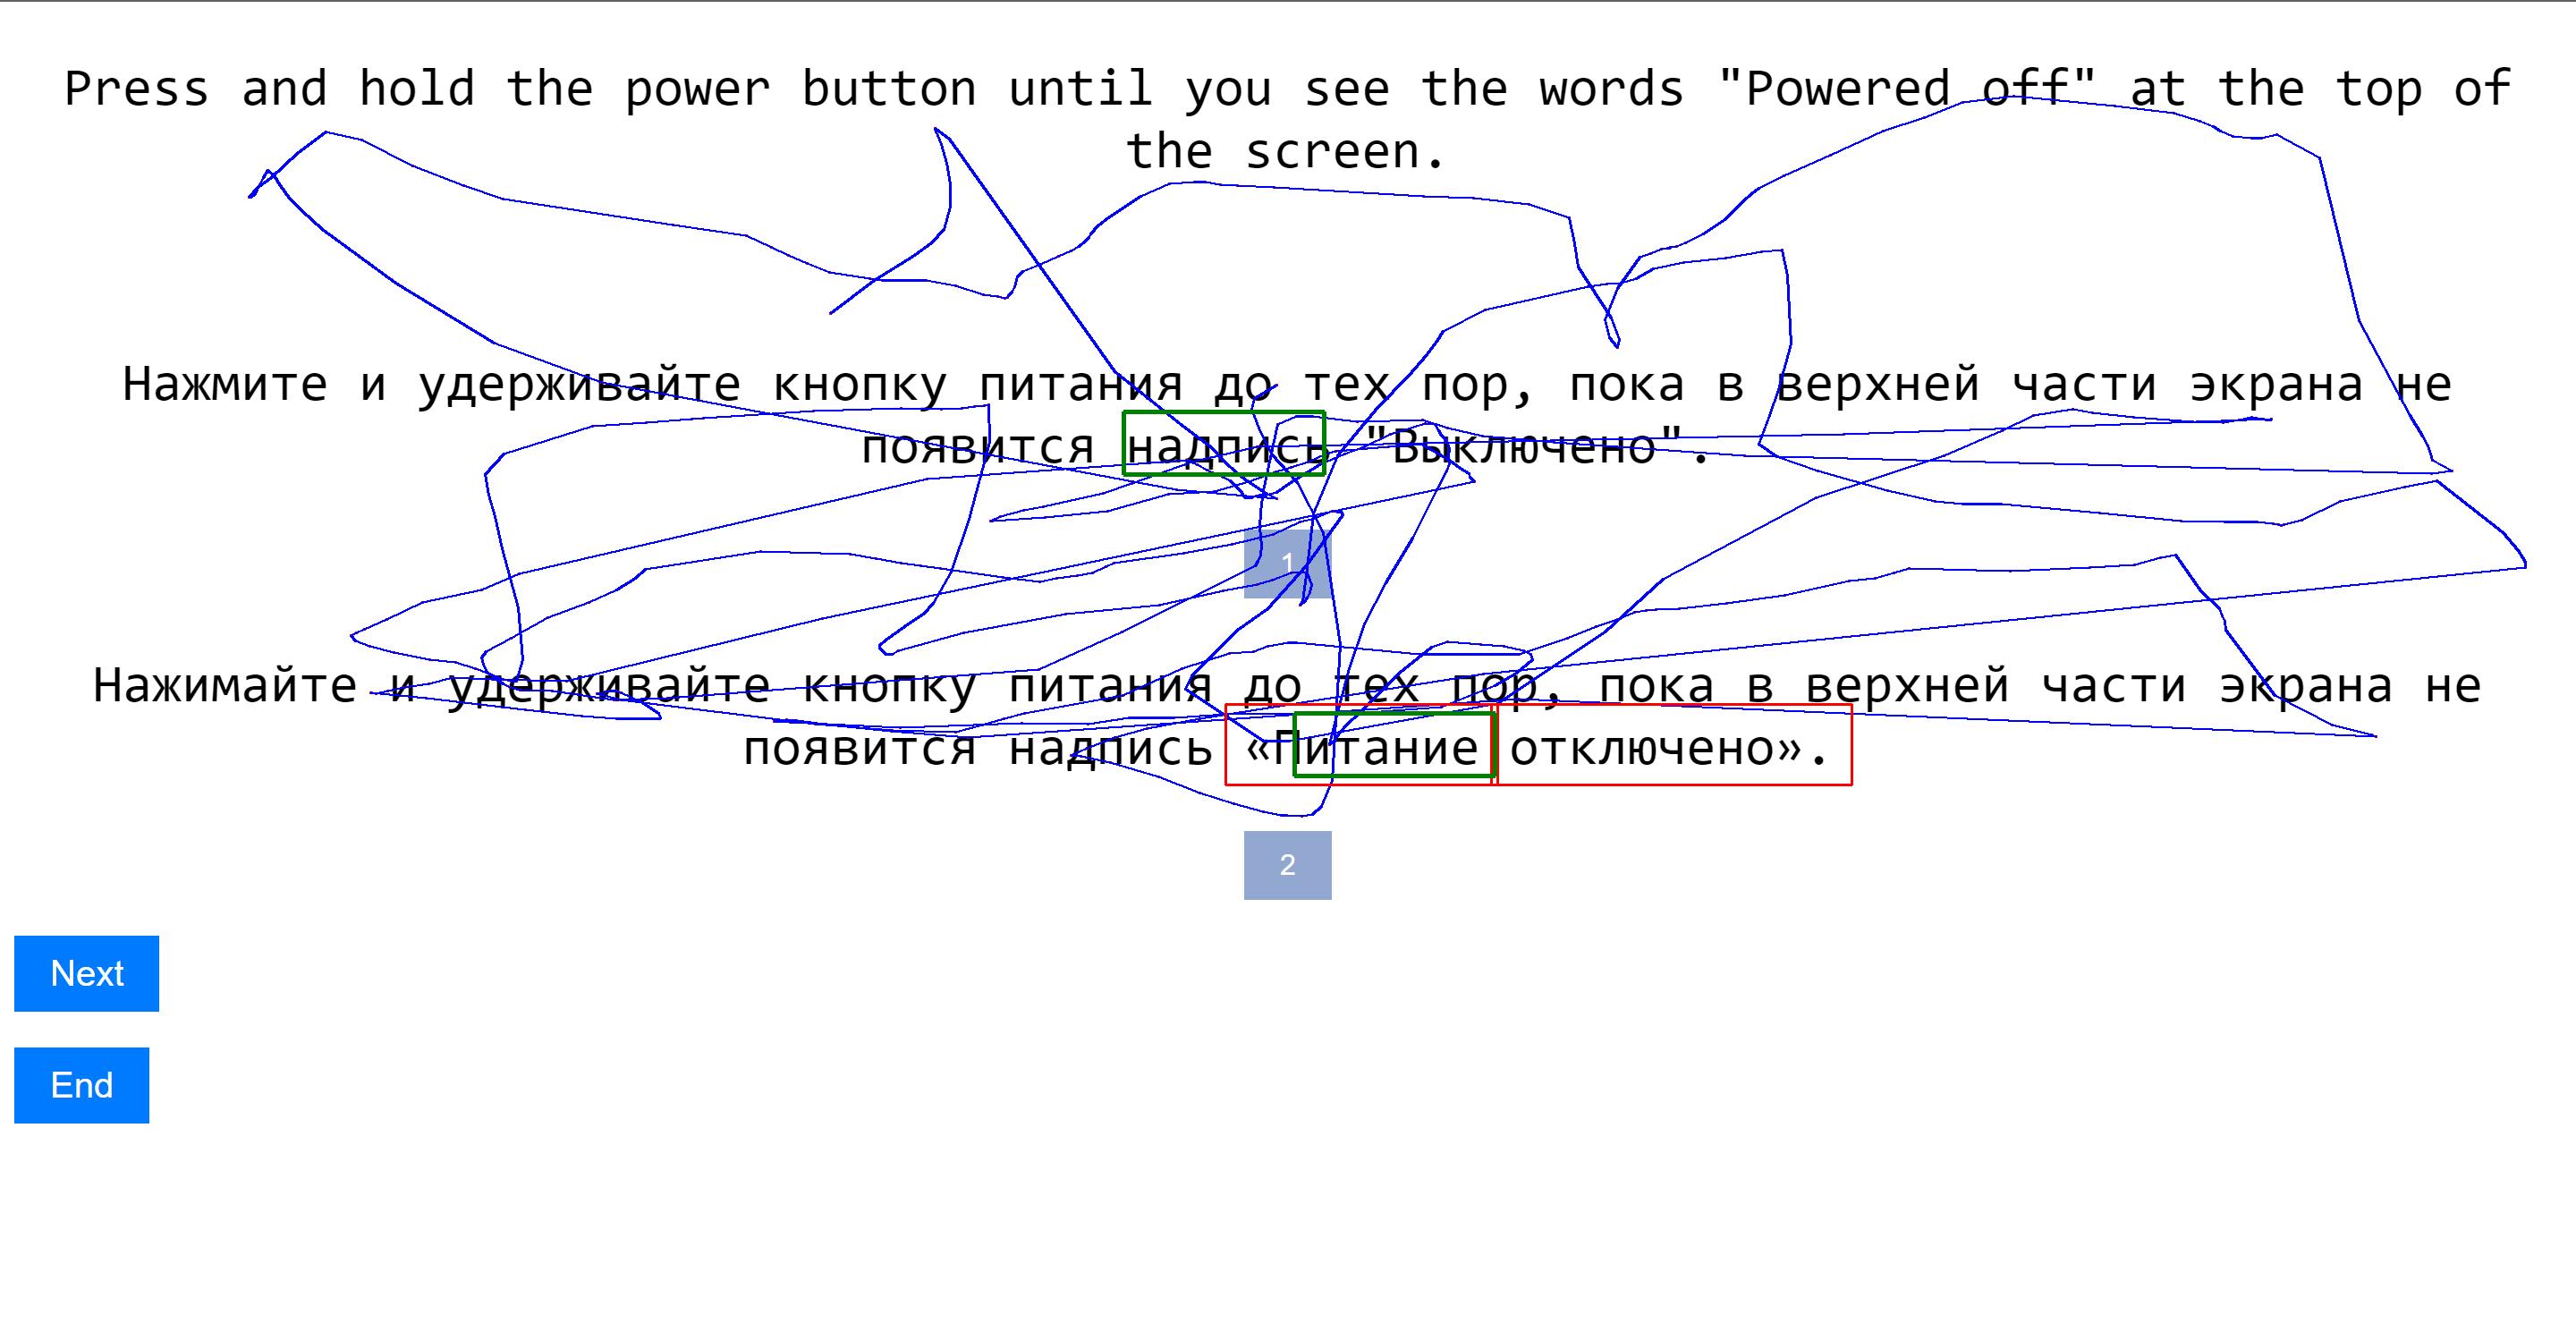 Press and hold the power button until you see the words "Powered off" at the top of
the screen.
Нажмите и удерживайте кнопку питания до тех пор, пока в верхней части экрана не
появится надпись "Выключено".
1
Нажимайте и удерживайте кнопку питания до тех пор, пока в верхней части экрана не
появится надпись «Питание отключено».
2
Next
End